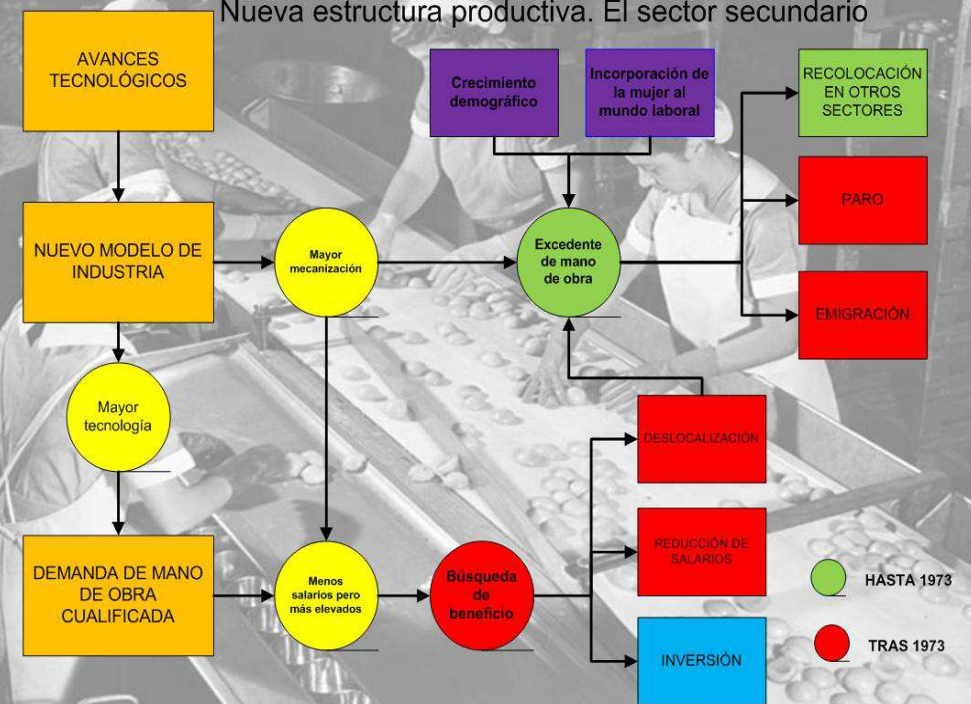 Nueva estructura productiva. El sector secundario
AVANCES
TECNOLÓGICOS
Crecimiento
demográfico
Incorporación de
la mujer al
mundo laboral
RECOLOCACIÓN
EN OTROS
SECTORES
PARO
NUEVO MODELO DE
INDUSTRIA
Mayor
mecanización
Excedente
de mano
de obra
EMIGRACIÓN
Mayor
tecnología
DESLOCALIZACIÓN
REDUCCIÓN DE
SALARIOS
DEMANDA DE MANO
DE OBRA
CUALIFICADA
Menos
salarios pero
más elevados
Búsqueda
de
beneficio
INVERSIÓN
HASTA 1973
TRAS 1973